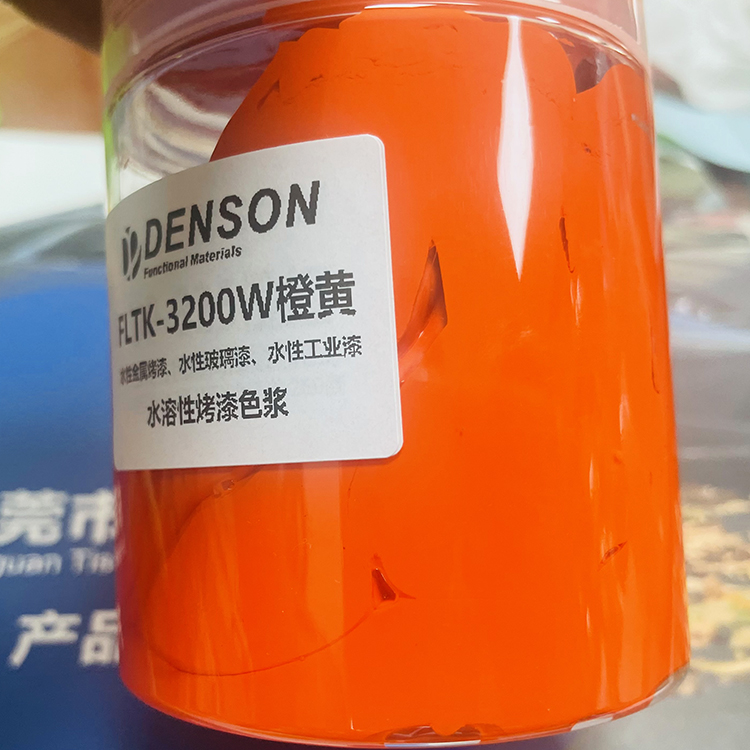 DENSON
Functional Materials
FLTK-3200W橙黄
水性金属烤漆、水性玻璃漆、水性工业漆
水溶性烤漆色浆
莞市
guan
产品